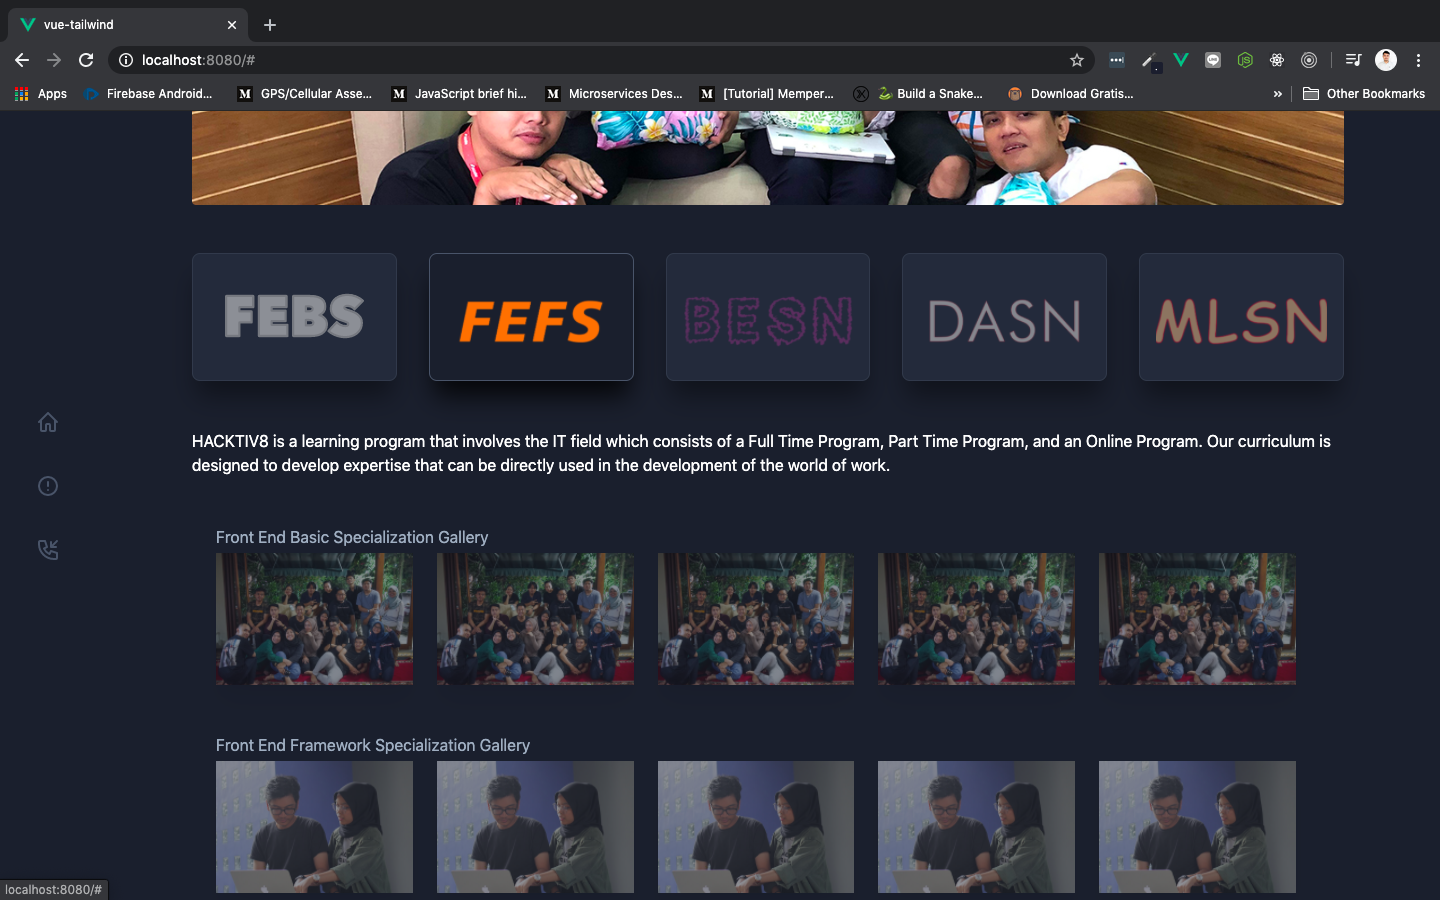 vue-tailwind
localhost:8080/#
Apps
Firebase Android...
GPS/Cellular Asse...
JavaScript brief hi...
Microservices Des...
[Tutorial] Memper...
Build a Snake...
Download Gratis...
»
Other Bookmarks
FEBS
FEFS
BESN
DASN
MLSN
HACKTIV8 is a learning program that involves the IT field which consists of a Full Time Program, Part Time Program, and an Online Program. Our curriculum is
designed to develop expertise that can be directly used in the development of the world of work.
Front End Basic Specialization Gallery
Front End Framework Specialization Gallery
localhost:8080/#